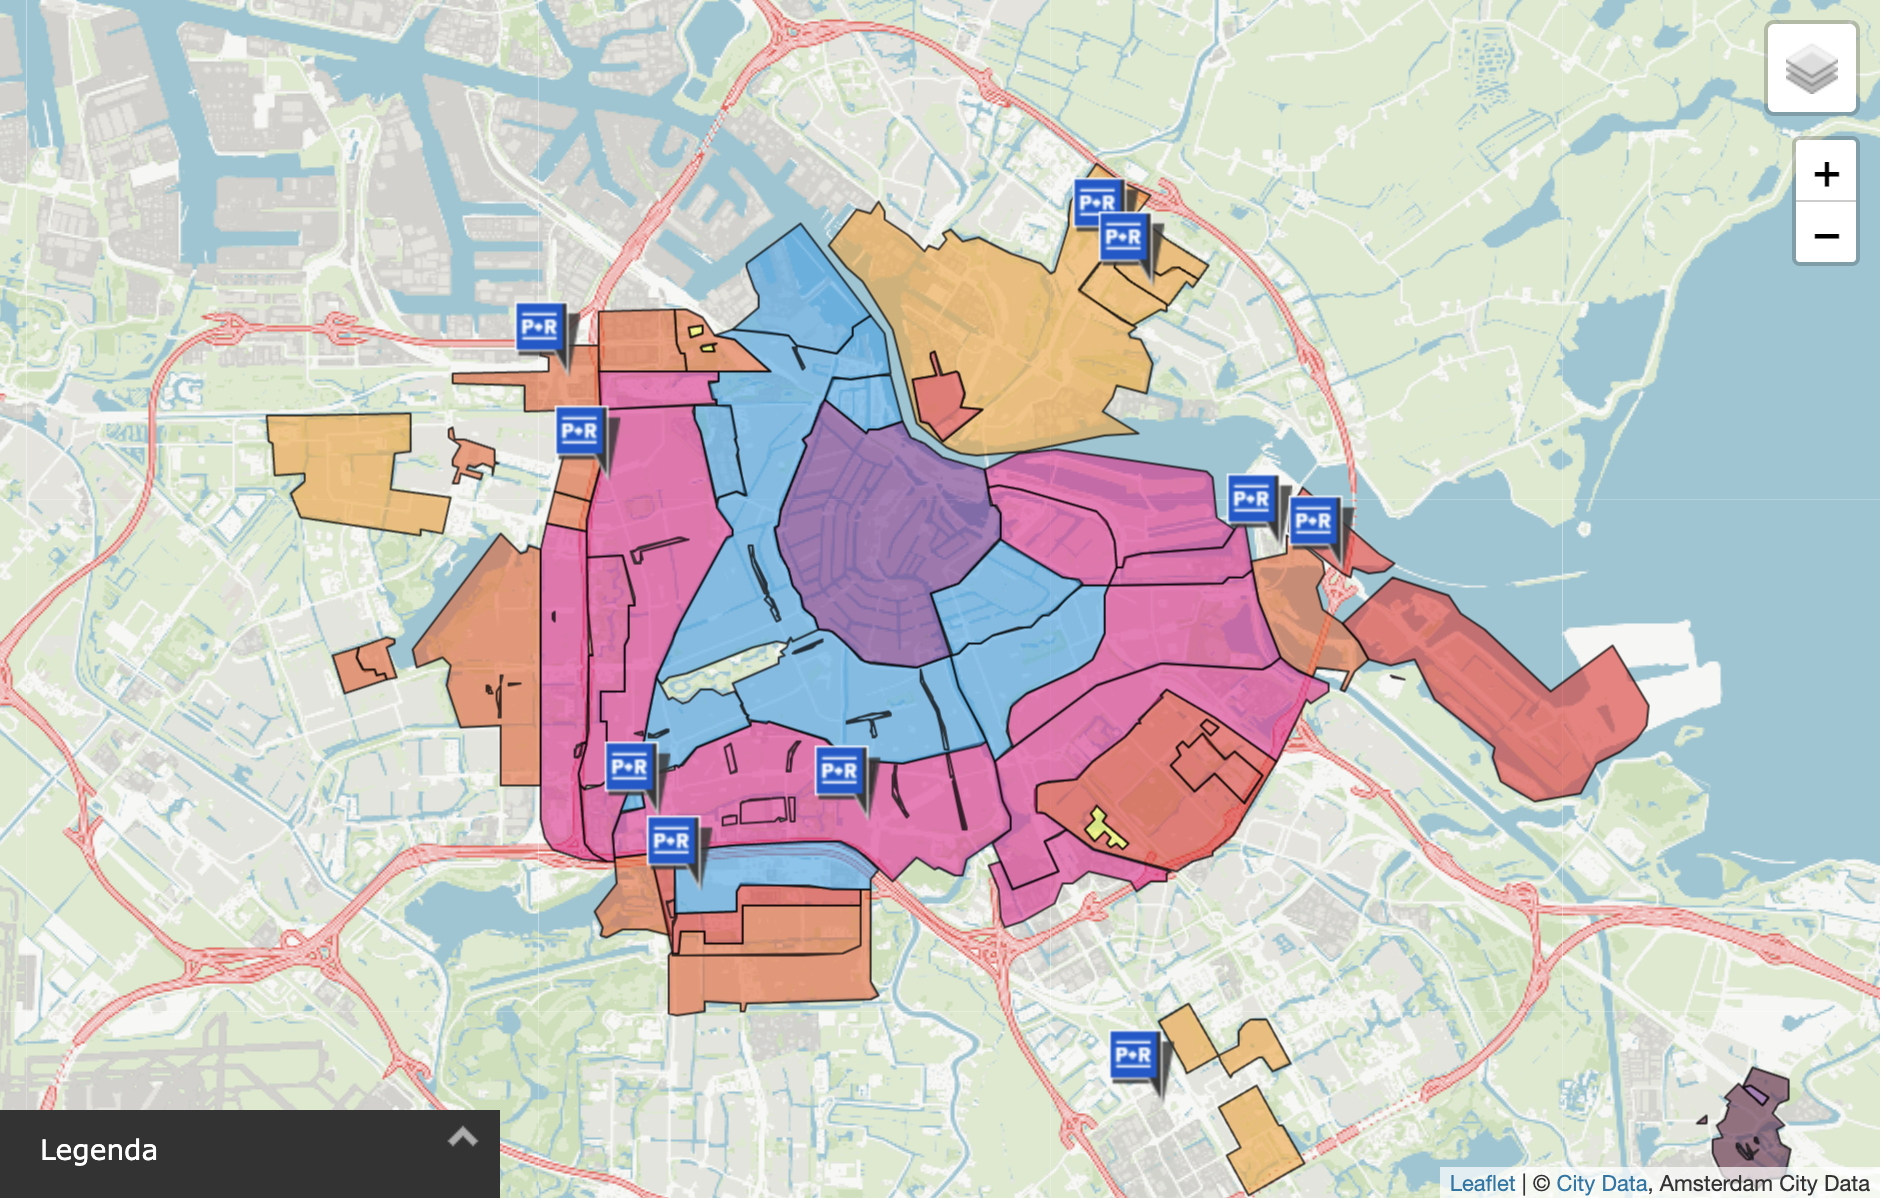 +
−
P+R
P+R
P+R
P+R
P+R
P+R
P+R
P+R
P+R
P+R
Legenda
Leaflet | © City Data, Amsterdam City Data